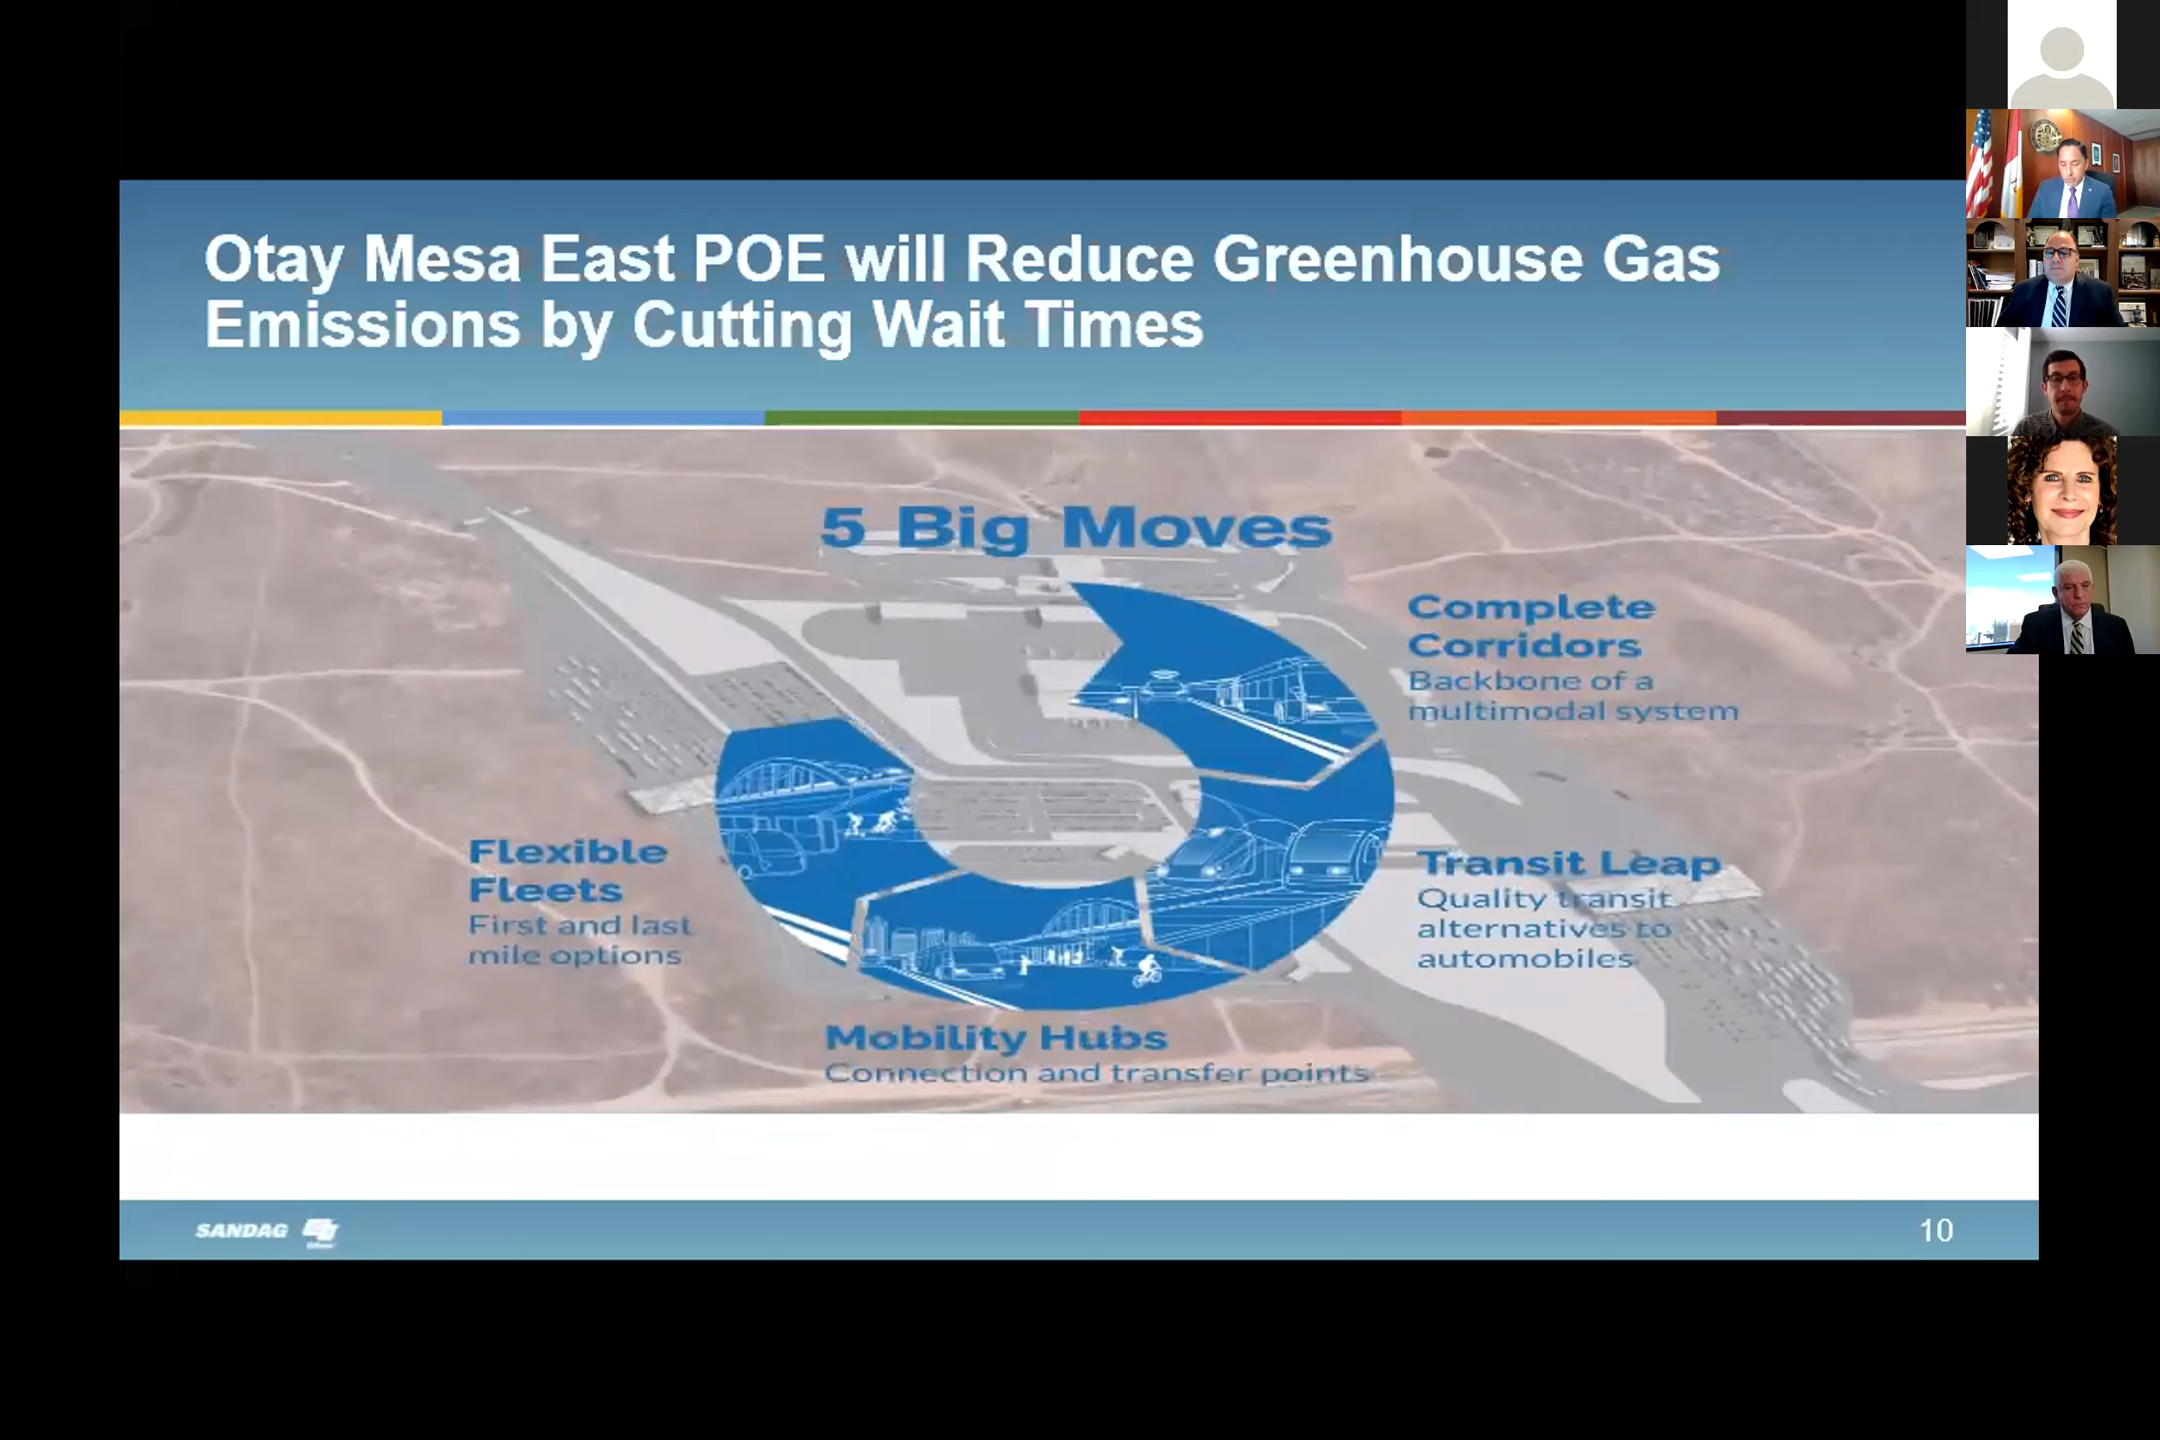 Otay Mesa East POE will Reduce Greenhouse Gas
Emissions by Cutting Wait Times
5 Big Moves
Complete
Corridors
Backbone of a
multimodal system
Transit Leap
Quality transit
alternatives to
automobiles
Mobility Hubs
Connection and transfer points
Flexible
Fleets
First and last
mile options
SANDAG
10